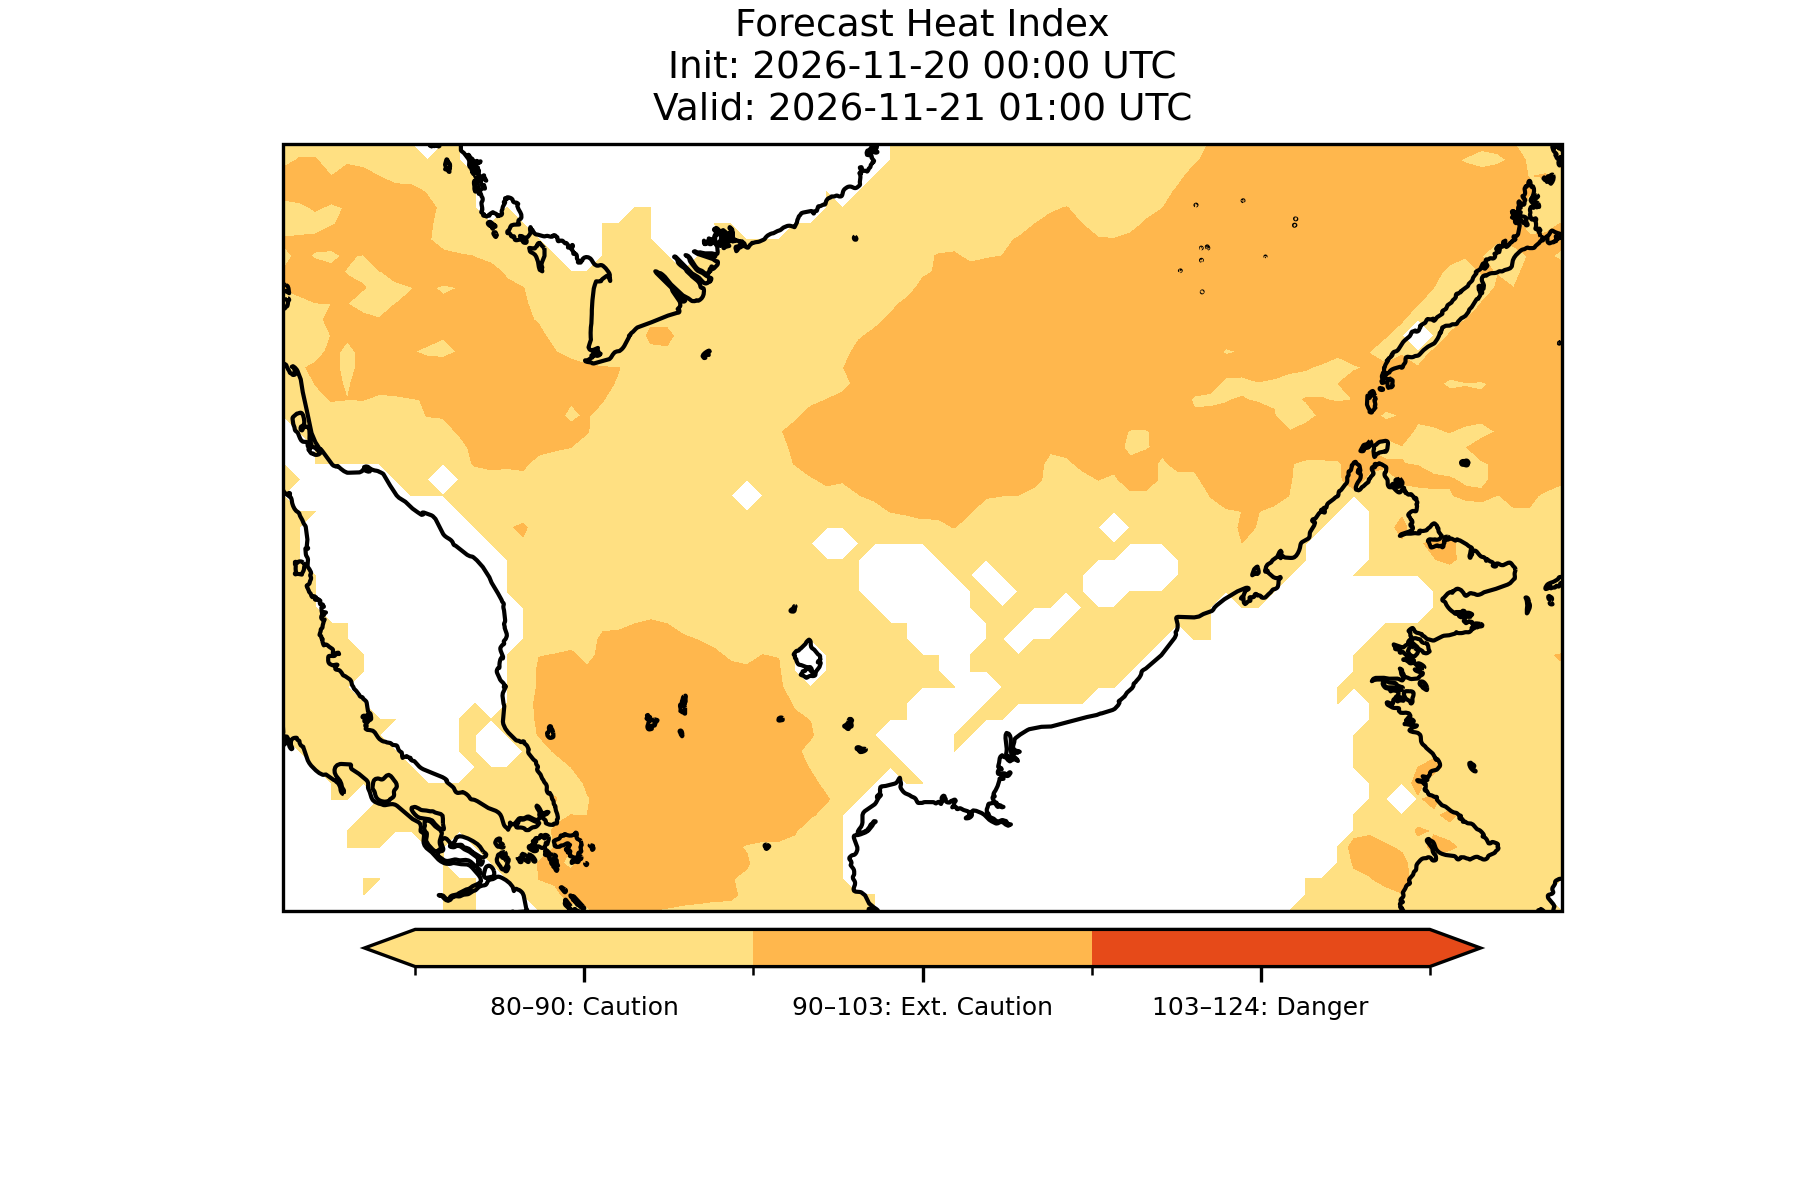 Forecast Heat Index
Init: 2026-11-20 00:00 UTC
Valid: 2026-11-21 01:00 UTC
80–90: Caution
90–103: Ext. Caution
103–124: Danger